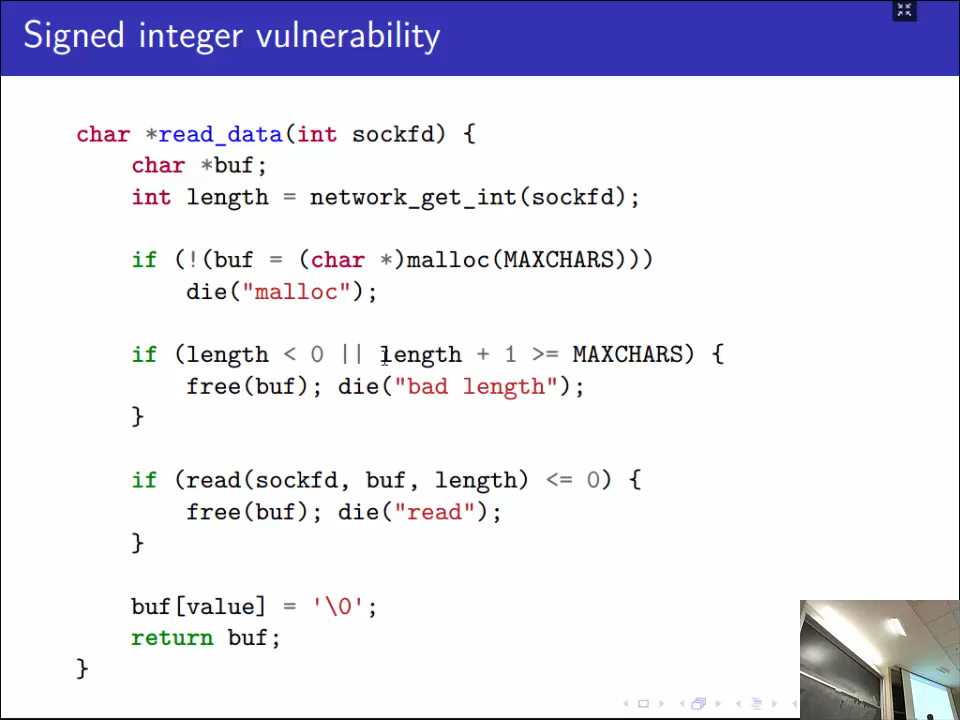 Signed integer vulnerability
char *read_data(int sockfd) {
char *buf;
int length = network_get_int(sockfd);
if (!(buf = (char *)malloc(MAXCHARS)))
die("malloc");
if (length < 0 || length + 1 >= MAXCHARS) {
free(buf); die("bad length");
}
if (read(sockfd, buf, length) <= 0) {
free(buf); die("read");
}
buf[value] = '\0';
return buf;
}